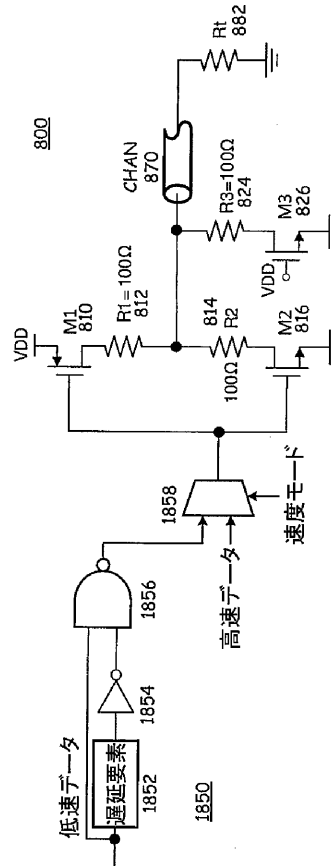 800
VDD
M1
810
R1=100Ω
812
CHAN
870
Rt
882
814
R2
100Ω
R3=100Ω
824
M2
816
VDD
M3
826
1858
高速データ
速度モード
1856
1854
低速データ
遅延要素
1852
1850